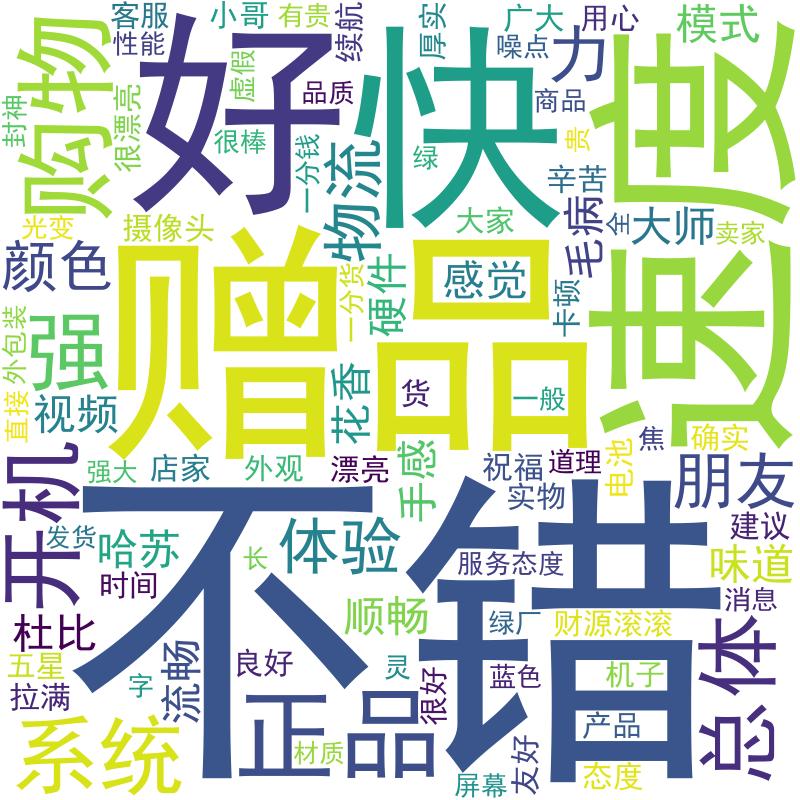 客服
小哥
有贵
续航
厚实
广大
用心
模式
性能
虚假
品质
噪点
力
商品
购物
好
快
速度
封神
很漂亮
很棒
一分钱
绿
贵
物流
辛苦
毛病
全
大师
卖家
光变
摄像头
大家
颜色
赠品
感觉
硬件
一分货
卡顿
外包装
强
直接
视频
花香
货
一般
手感
焦
确实
电池
开机
强大
店家
外观
漂亮
祝福
道理
朋友
实物
建议
发货
哈苏
不错
长
体验
服务态度
味道
时间
消息
顺畅
杜比
绿厂
财源滚滚
总体
五星
流畅
良好
灵
很好
蓝色
机子
拉满
字
正品
产品
系统
材质
友好
屏幕
态度